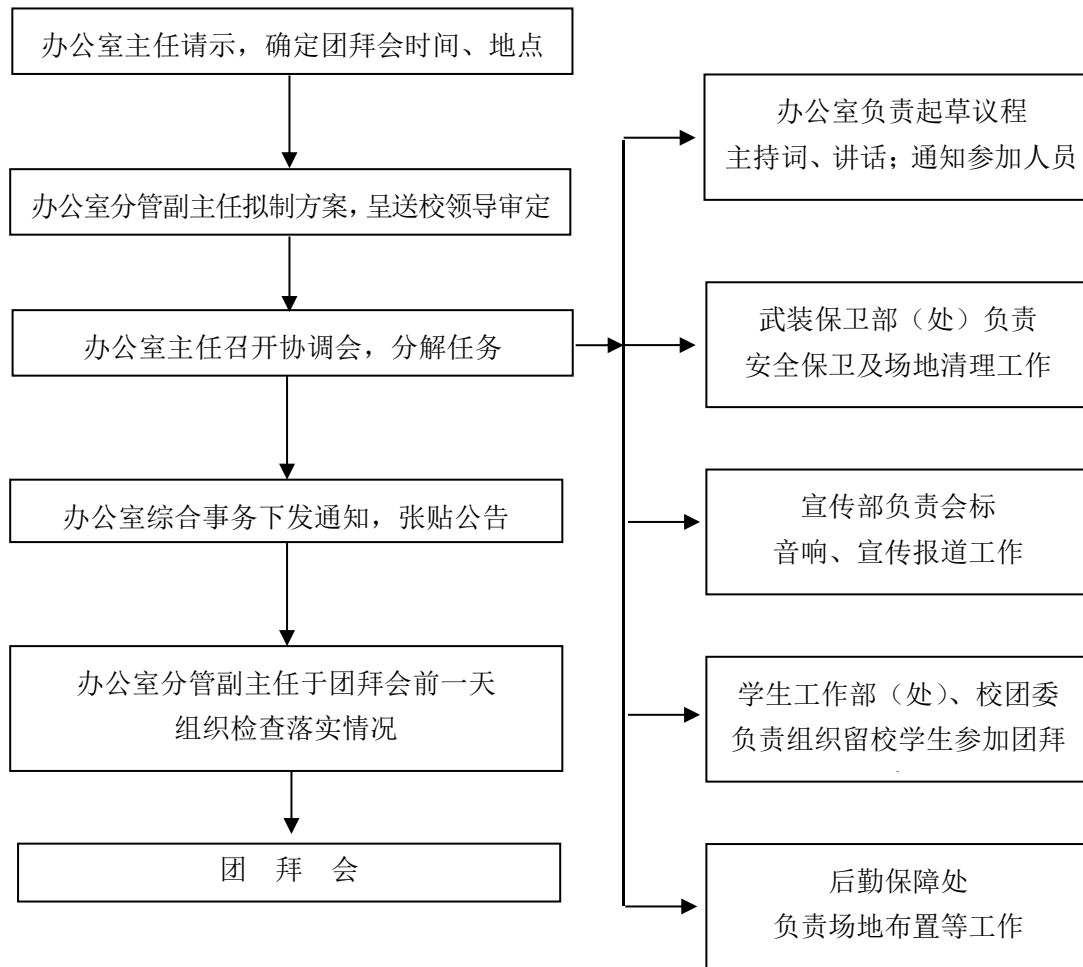 办公室主任请示，确定团拜会时间、地点
办公室分管副主任拟制方案，呈送校领导审定
办公室主任召开协调会，分解任务
办公室综合事务下发通知，张贴公告
办公室分管副主任于团拜会前一天
组织检查落实情况
团 拜 会
办公室负责起草议程
主持词、讲话；通知参加人员
武装保卫部（处）负责
安全保卫及场地清理工作
宣传部负责会标
音响、宣传报道工作
学生工作部（处）、校团委
负责组织留校学生参加团拜
后勤保障处
负责场地布置等工作